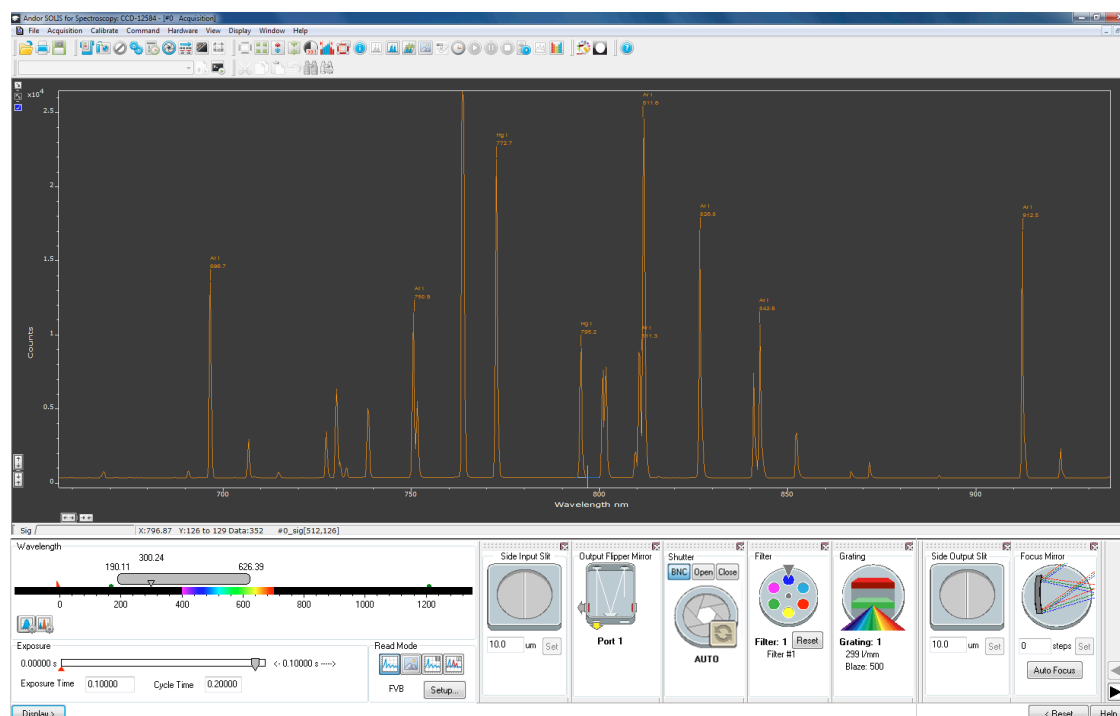 Andor SOLIS for Spectroscopy: CCD-12584 - [#0 Acquisition]
File Acquisition Calibrate Command Hardware View Display Window Help
x10⁴
2.5
2
1.5
1
0.5
0
Counts
Ar I
696.7
Ar I
750.9
Hg I
772.7
Hg I
795.2
Ar I
811.3
Ar I
811.6
Ar I
826.8
Ar I
842.8
Ar I
912.5
700 750 800 850 900
Wavelength nm
Sig X:796.87 Y:126 to 129 Data:352 #0_sig[512,126]
Wavelength
300.24
190.11 626.39
0 200 400 600 800 1000 1200
Exposure
0.00000 s <- 0.10000 s ---->
Exposure Time 0.10000 Cycle Time 0.20000
Read Mode
FVB Setup...
Side Input Slit
10.0 um Set
Output Flipper Mirror
Port 1
Shutter
BNC Open Close
AUTO
Filter
Filter: 1 Reset
Filter #1
Grating
Grating: 1
299 l/mm
Blaze: 500
Side Output Slit
10.0 um Set
Focus Mirror
0 steps Set
Auto Focus
Display >
< Reset Help